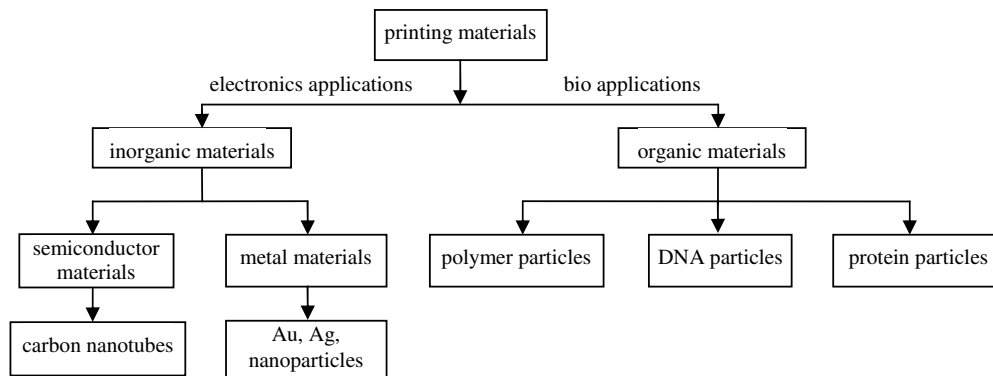 printing materials
electronics applications
bio applications
inorganic materials
organic materials
semiconductor
materials
metal materials
polymer particles
DNA particles
protein particles
carbon nanotubes
Au, Ag,
nanoparticles